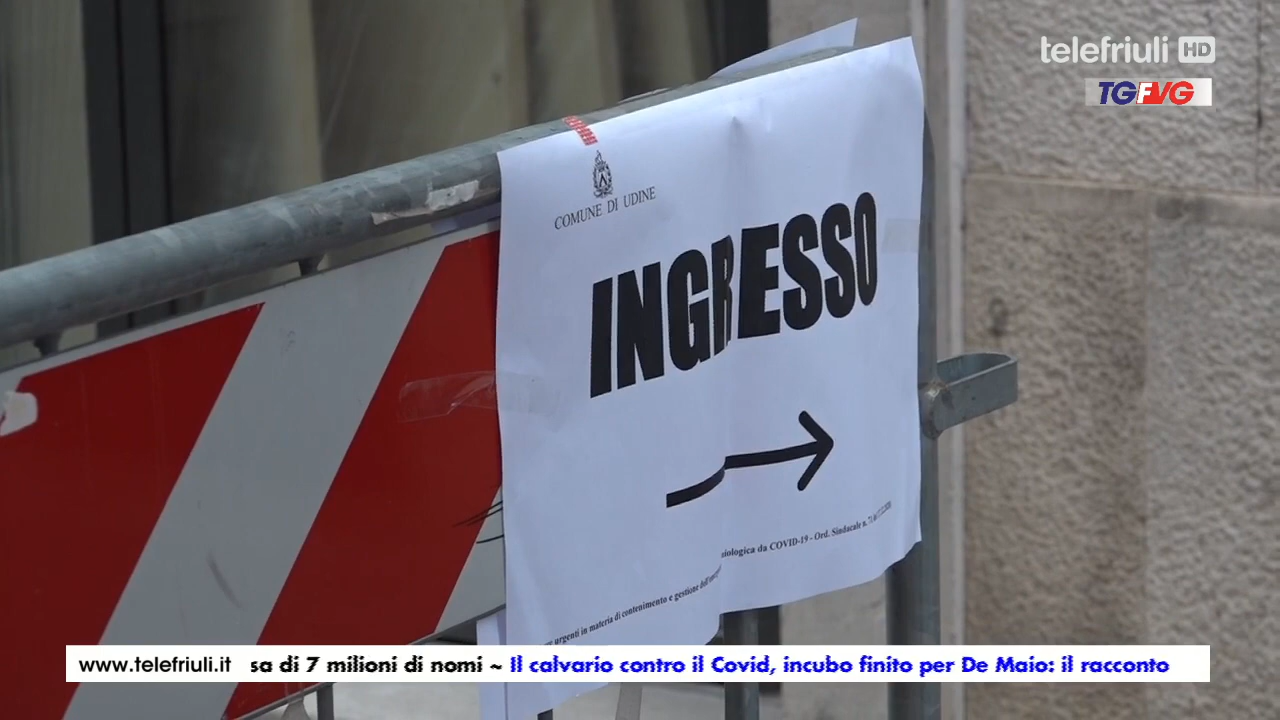 telefriuli HD
TGFVG
COMUNE DI UDINE
INGRESSO
urgenti in materia di contenimento e gestione
da COVID-19 - Ord. Sindacale n.
www.telefriuli.it sa di 7 milioni di nomi ~ Il calvario contro il Covid, incubo finito per De Maio: il racconto